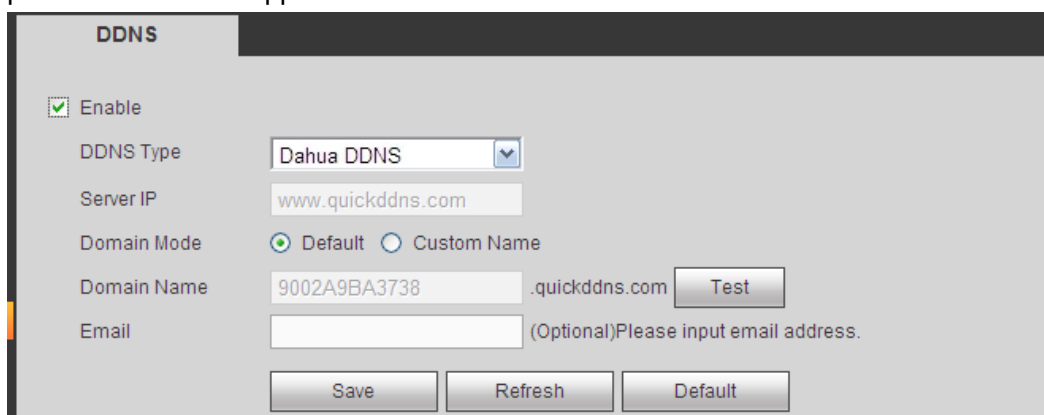 DDNS
Enable
DDNS Type Dahua DDNS
Server IP www.quickddns.com
Domain Mode Default Custom Name
Domain Name 9002A9BA3738 .quickddns.com Test
Email (Optional)Please input email address.
Save Refresh Default